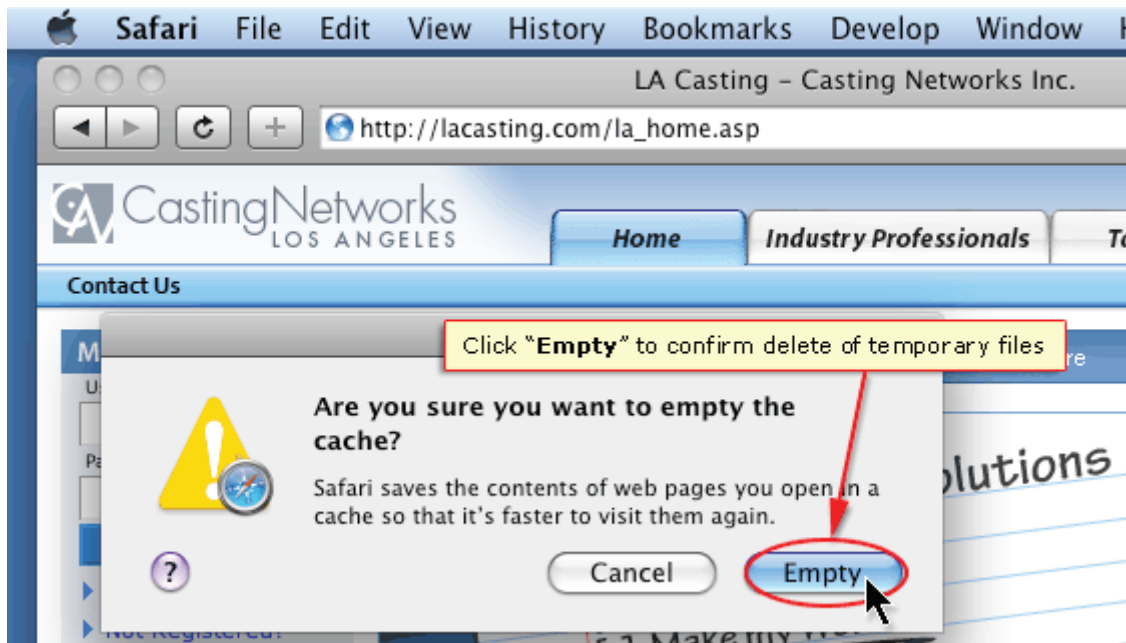 Safari File Edit View History Bookmarks Develop Window
LA Casting – Casting Networks Inc.
http://lacasting.com/la_home.asp
CA CastingNetworks
LOS ANGELES
Home Industry Professionals
Contact Us
Click "Empty" to confirm delete of temporary files
Are you sure you want to empty the
cache?
Safari saves the contents of web pages you open in a
cache so that it's faster to visit them again.
?
Cancel Empty
Not Registered?